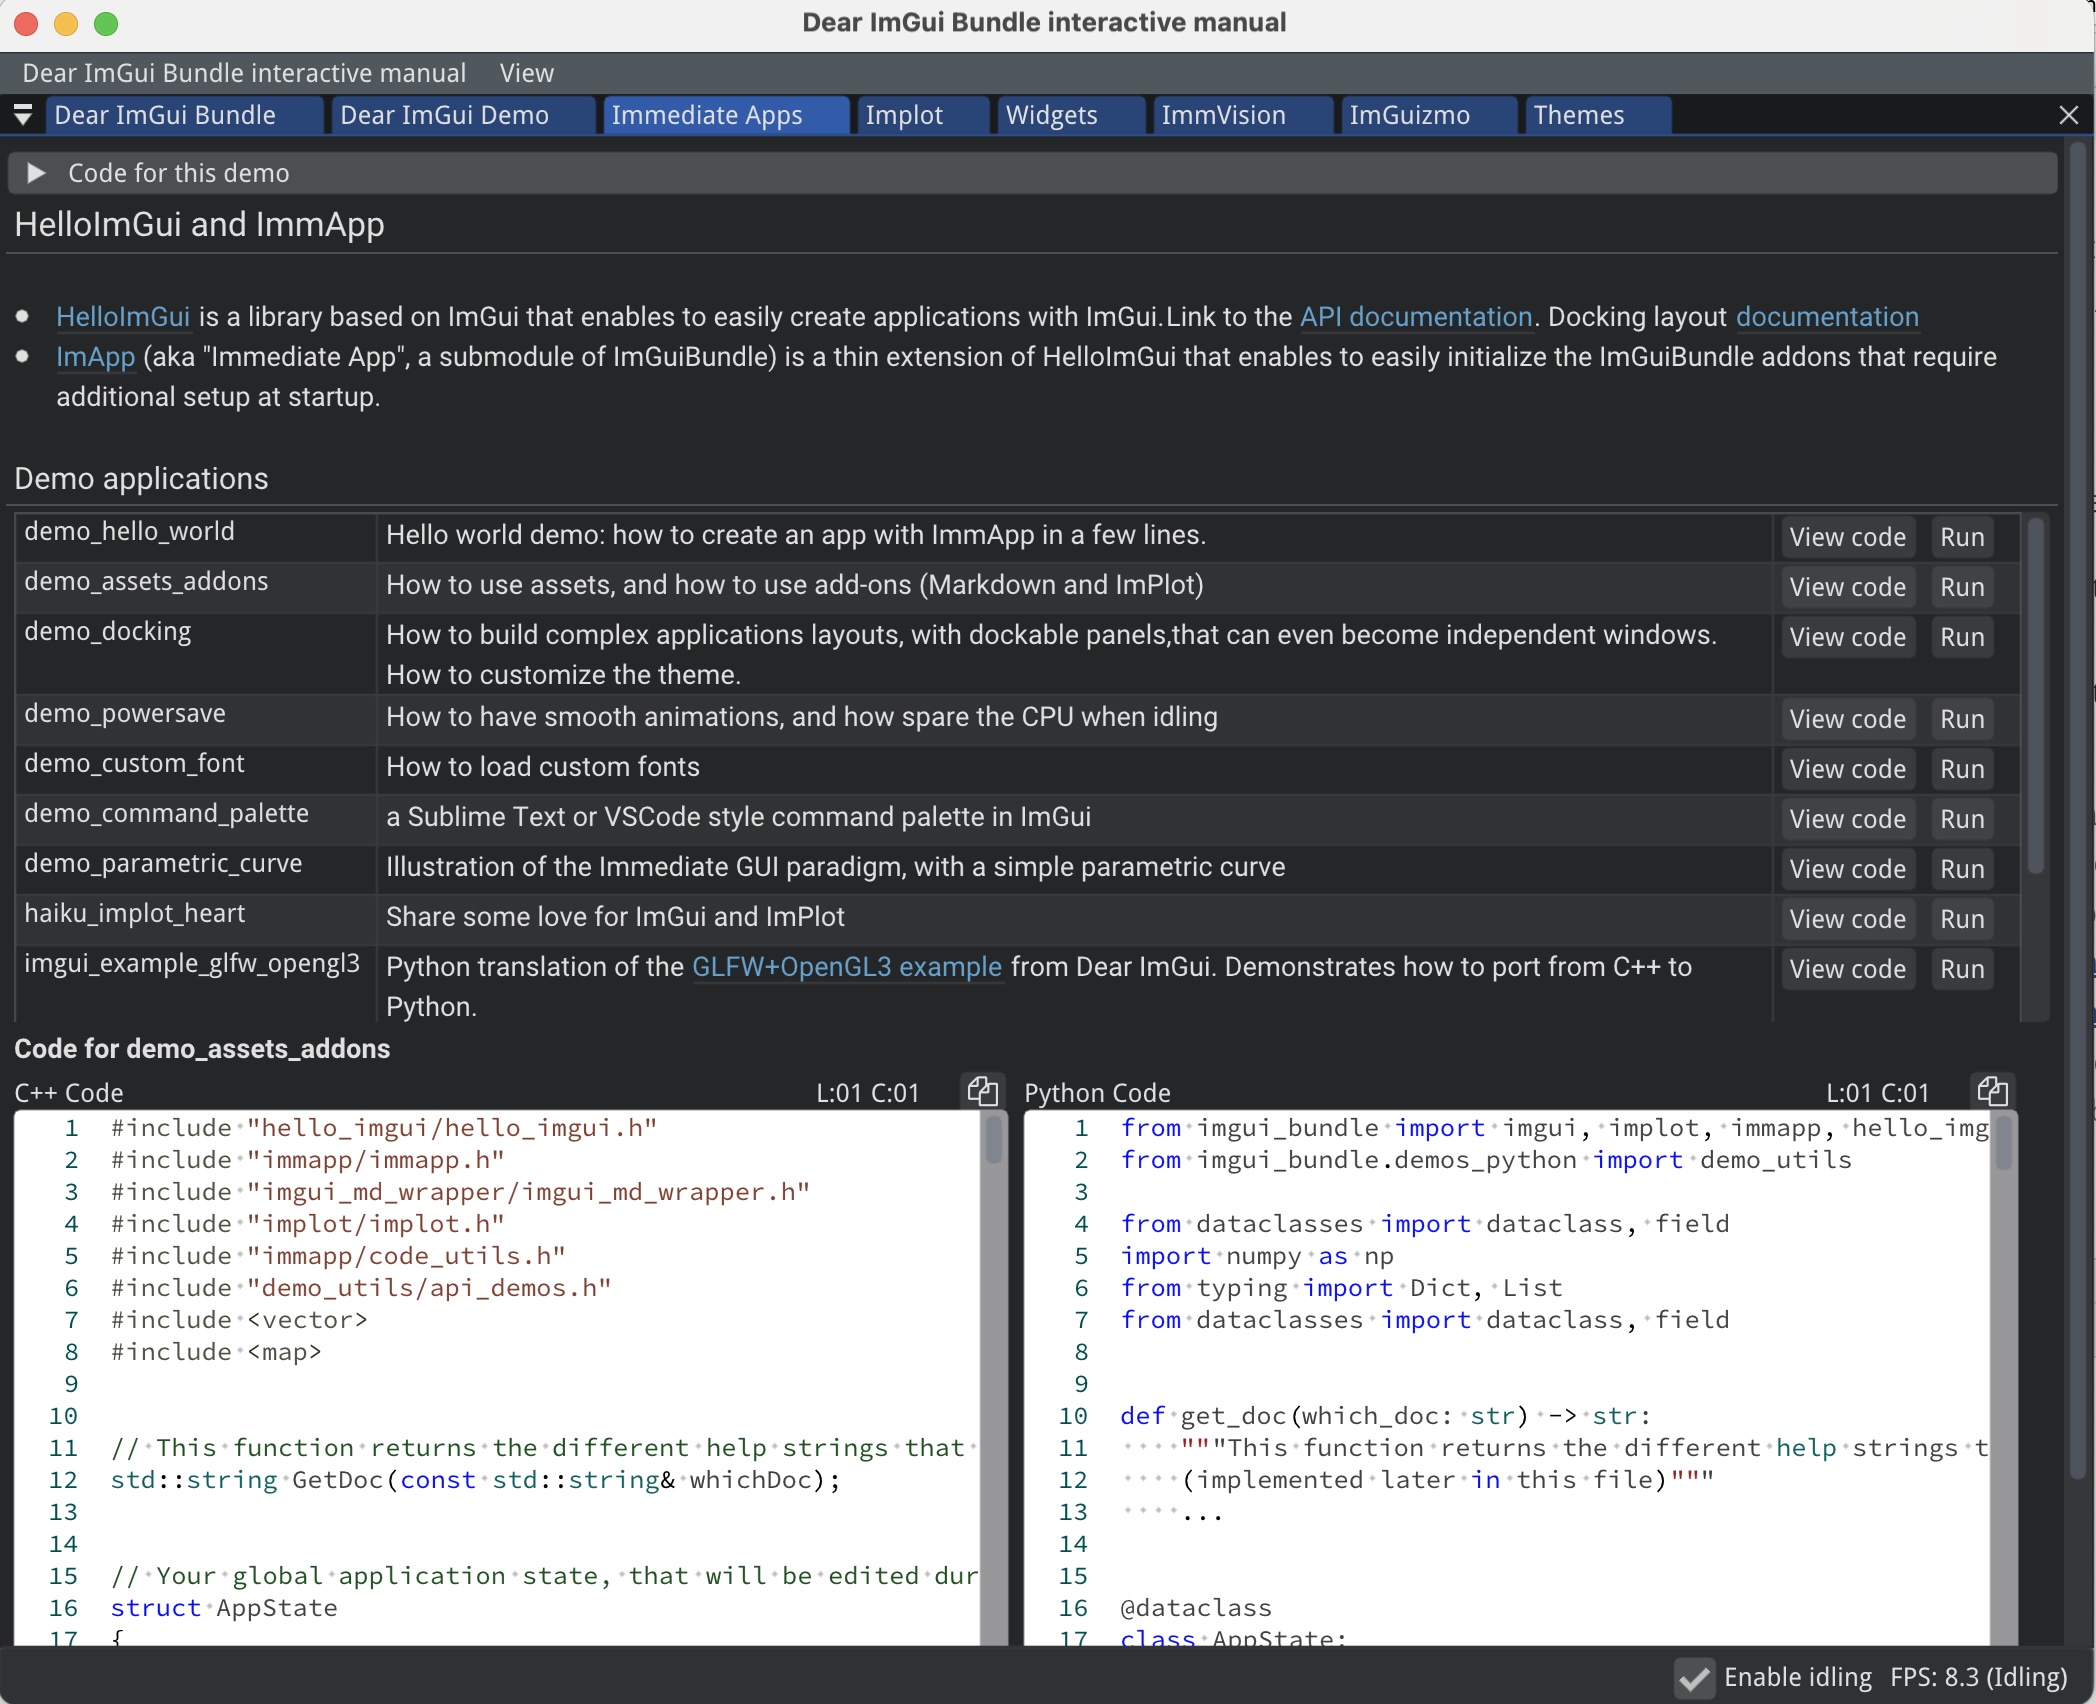 Dear ImGui Bundle interactive manual
Dear ImGui Bundle interactive manual View
Dear ImGui Bundle Dear ImGui Demo Immediate Apps Implot Widgets ImmVision ImGuizmo Themes
Code for this demo
HelloImGui and ImmApp
HelloImGui is a library based on ImGui that enables to easily create applications with ImGui.Link to the API documentation. Docking layout documentation
ImApp (aka "Immediate App", a submodule of ImGuiBundle) is a thin extension of HelloImGui that enables to easily initialize the ImGuiBundle addons that require
additional setup at startup.
Demo applications
demo_hello_world Hello world demo: how to create an app with ImmApp in a few lines. View code Run
demo_assets_addons How to use assets, and how to use add-ons (Markdown and ImPlot) View code Run
demo_docking How to build complex applications layouts, with dockable panels,that can even become independent windows. View code Run
How to customize the theme.
demo_powersave How to have smooth animations, and how spare the CPU when idling View code Run
demo_custom_font How to load custom fonts View code Run
demo_command_palette a Sublime Text or VSCode style command palette in ImGui View code Run
demo_parametric_curve Illustration of the Immediate GUI paradigm, with a simple parametric curve View code Run
haiku_implot_heart Share some love for ImGui and ImPlot View code Run
imgui_example_glfw_opengl3 Python translation of the GLFW+OpenGL3 example from Dear ImGui. Demonstrates how to port from C++ to View code Run
Python.
Code for demo_assets_addons
C++ Code L:01 C:01
1 #include "hello_imgui/hello_imgui.h"
2 #include "immapp/immapp.h"
3 #include "imgui_md_wrapper/imgui_md_wrapper.h"
4 #include "implot/implot.h"
5 #include "immapp/code_utils.h"
6 #include "demo_utils/api_demos.h"
7 #include <vector>
8 #include <map>
9
10
11 // This function returns the different help strings that
12 std::string GetDoc(const std::string& whichDoc);
13
14
15 // Your global application state, that will be edited dur
16 struct AppState
17 {
Python Code L:01 C:01
1 from imgui_bundle import imgui, implot, immapp, hello_img
2 from imgui_bundle.demos_python import demo_utils
3
4 from dataclasses import dataclass, field
5 import numpy as np
6 from typing import Dict, List
7 from dataclasses import dataclass, field
8
9
10 def get_doc(which_doc: str) -> str:
11 """This function returns the different help strings t
12 (implemented later in this file)"""
13 ...
14
15
16 @dataclass
17 class AppState:
Enable idling FPS: 8.3 (Idling)